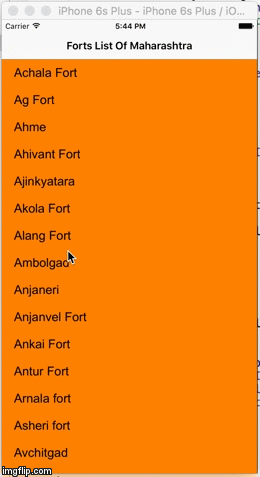 iPhone 6s Plus - iPhone 6s Plus / iO...
Carrier 5:44 PM
Forts List Of Maharashtra
Achala Fort
Ag Fort
Ahme
Ahivant Fort
Ajinkyatara
Akola Fort
Alang Fort
Ambolgad
Anjaneri
Anjanvel Fort
Ankai Fort
Antur Fort
Arnala fort
Asheri fort
Avchitgad
imgflip.com